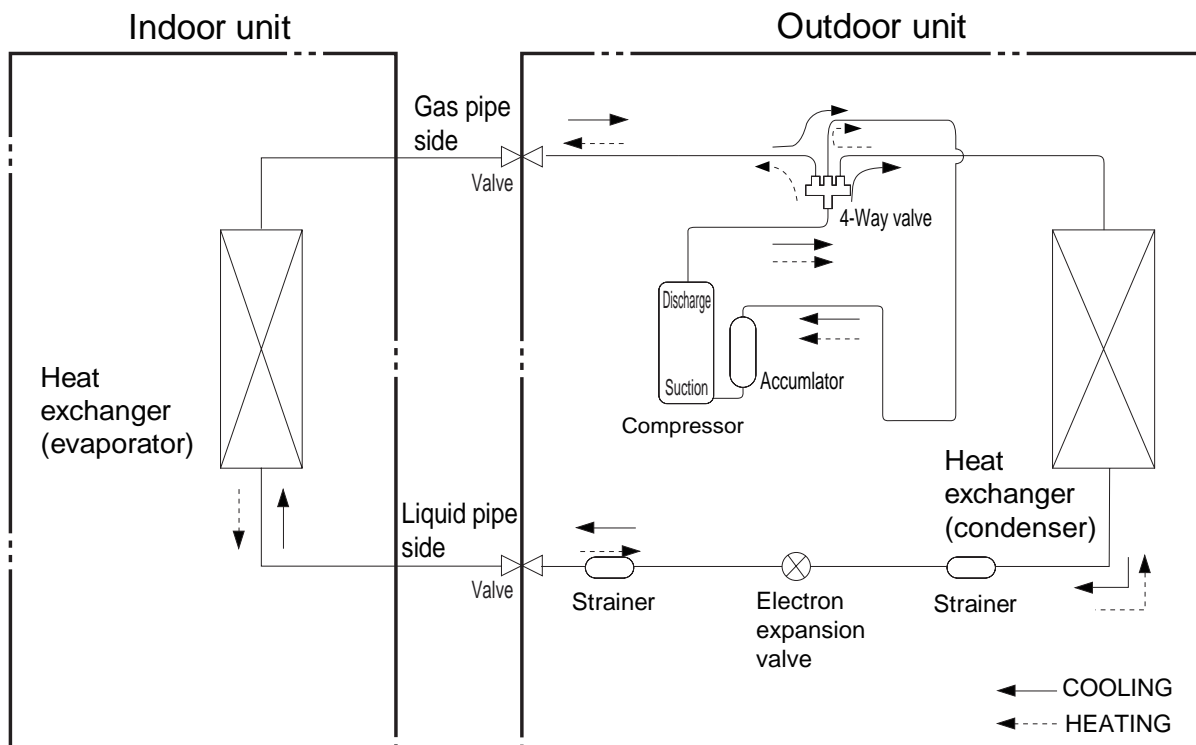 Indoor unit
Outdoor unit
Gas pipe
side
Valve
4-Way valve
Discharge
Suction
Accumlator
Compressor
Heat
exchanger
(evaporator)
Heat
exchanger
(condenser)
Liquid pipe
side
Valve
Strainer
Electron
expansion
valve
Strainer
COOLING
HEATING